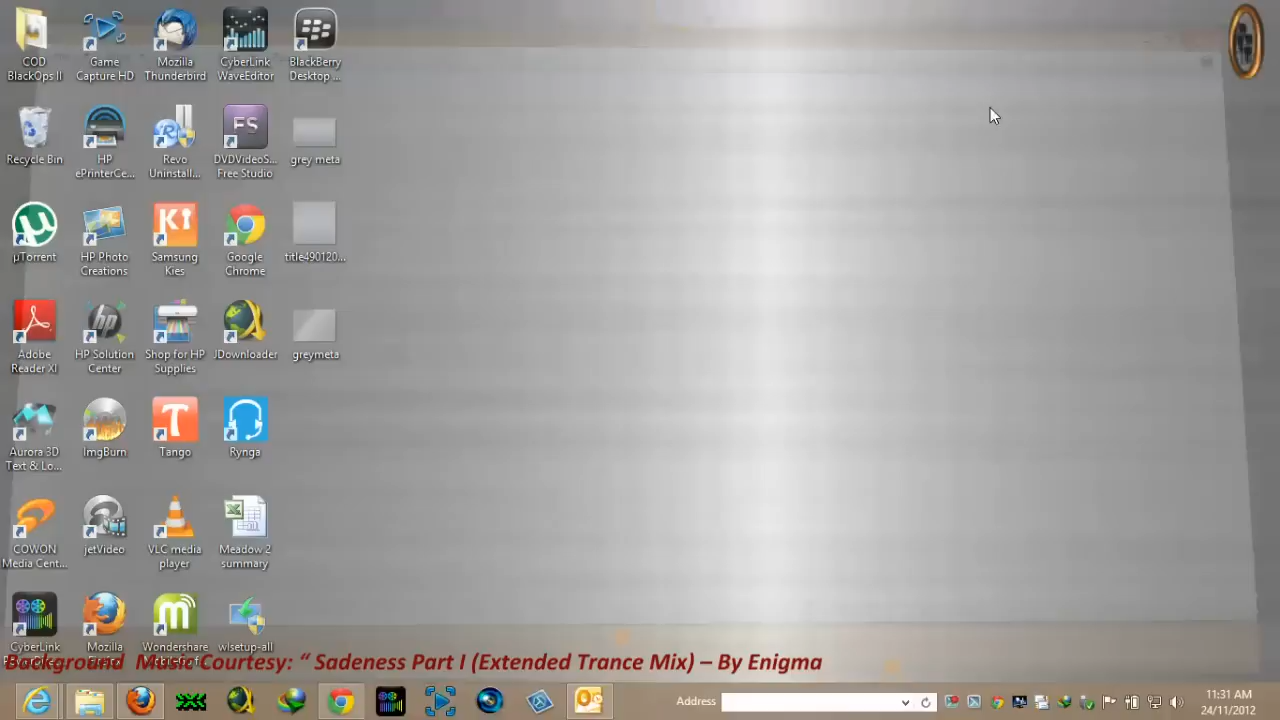 COD
BlackOps II
Game
Capture HD
Mozilla
Thunderbird
CyberLink
WaveEditor
BlackBerry
Desktop ...
Recycle Bin
HP
ePrinterCe...
Revo
Uninstall...
FS
DVDVideoS...
Free Studio
grey meta
µTorrent
HP Photo
Creations
Samsung
Kies
Google
Chrome
title490120...
Adobe
Reader XI
HP Solution
Center
Shop for HP
Supplies
JDownloader
greymeta
Aurora 3D
Text & Lo...
ImgBurn
Tango
Rynga
COWON
Media Cent...
jetVideo
VLC media
player
Meadow 2
summary
CyberLink
Mozilla
Wondershare
wlsetup-all
Background Music Courtesy: “ Sadeness Part I (Extended Trance Mix) – By Enigma
Address
11:31 AM
24/11/2012